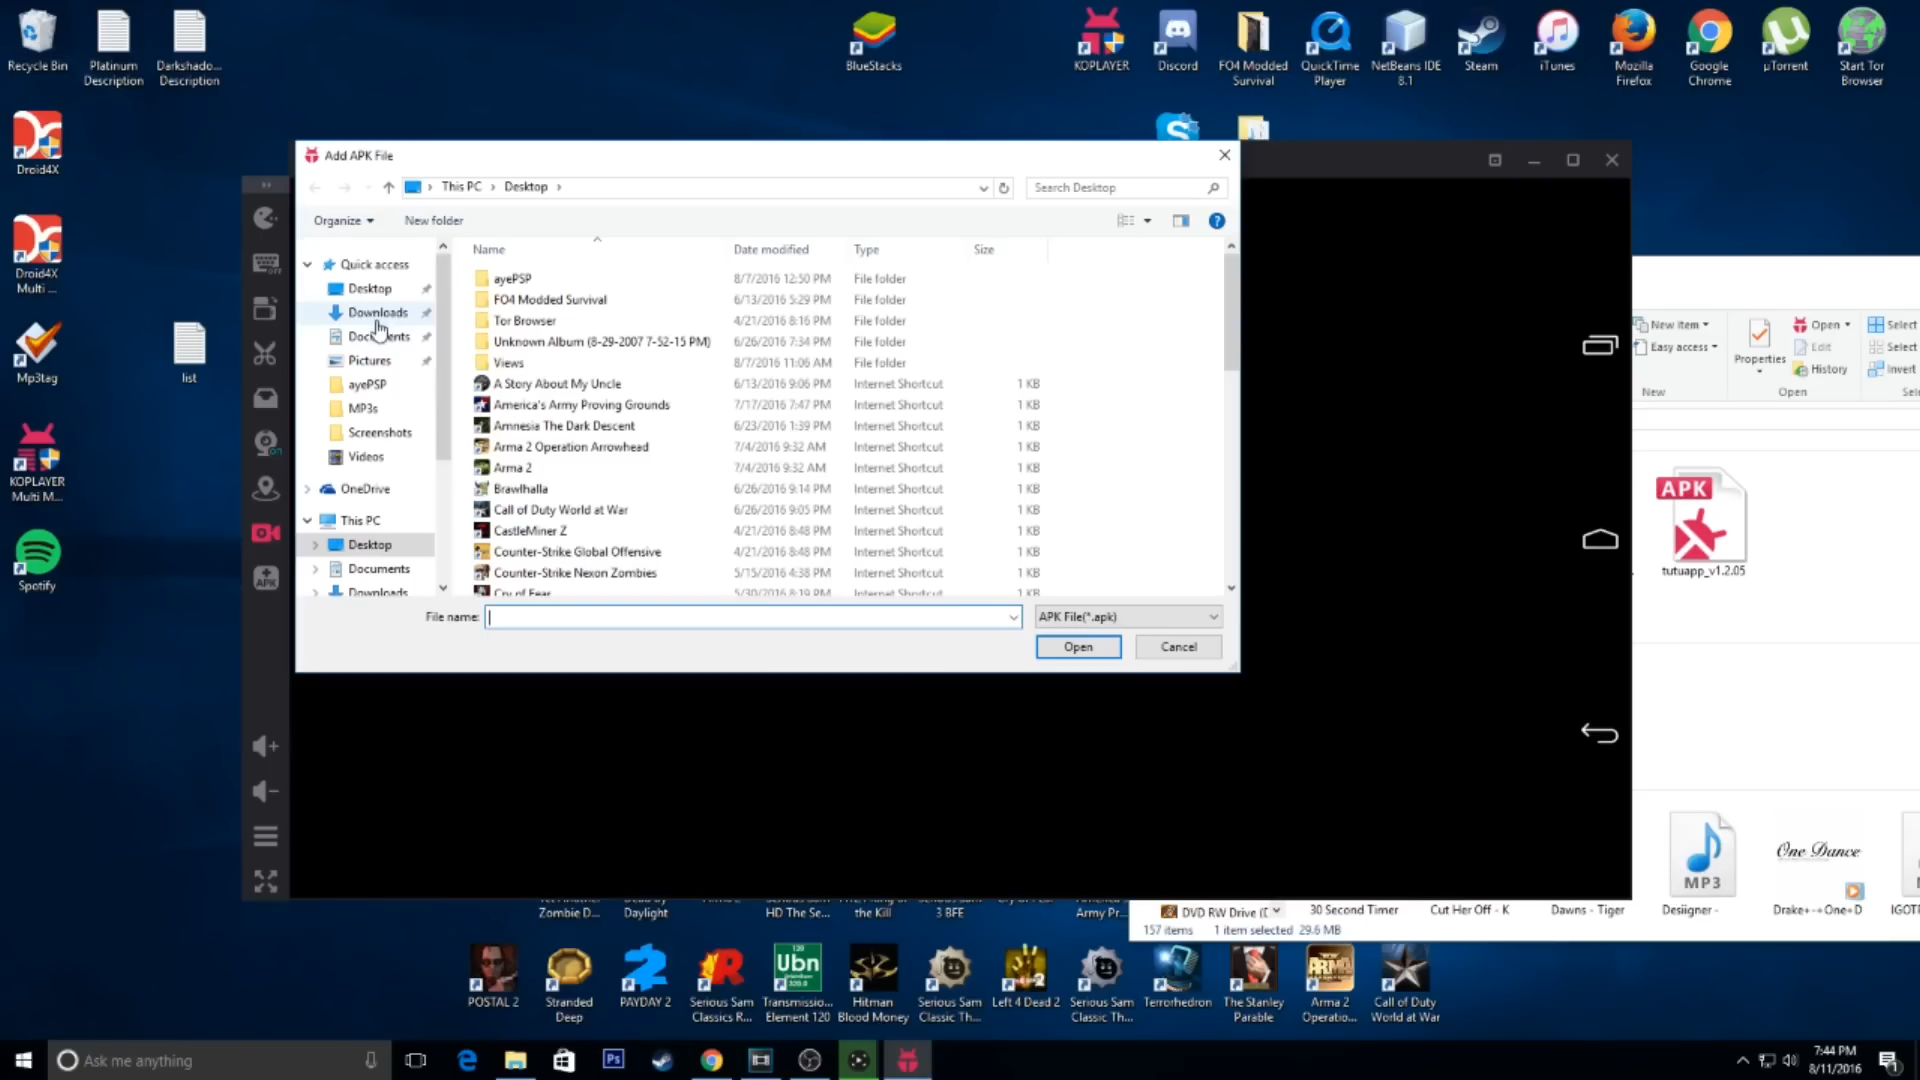 Recycle Bin
Platinum
Description
Darkshado...
Description
BlueStacks
KOPLAYER
Discord
FO4 Modded
Survival
QuickTime
Player
NetBeans IDE
8.1
Steam
iTunes
Mozilla
Firefox
Google
Chrome
µTorrent
Start Tor
Browser
Droid4X
Droid4X
Multi ...
Mp3tag
list
KOPLAYER
Multi M...
Spotify
Add APK File
This PC
Desktop
Search Desktop
Organize
New folder
Name
Date modified
Type
Size
Quick access
Desktop
Downloads
Documents
Pictures
ayePSP
MP3s
Screenshots
Videos
OneDrive
This PC
Desktop
Documents
Downloads
ayePSP 8/7/2016 12:50 PM File folder
FO4 Modded Survival 6/13/2016 5:29 PM File folder
Tor Browser 4/21/2016 8:16 PM File folder
Unknown Album (8-29-2007 7-52-15 PM) 6/26/2016 7:34 PM File folder
Views 8/7/2016 11:06 AM File folder
A Story About My Uncle 6/13/2016 9:06 PM Internet Shortcut 1 KB
America's Army Proving Grounds 7/17/2016 7:47 PM Internet Shortcut 1 KB
Amnesia The Dark Descent 6/23/2016 1:39 PM Internet Shortcut 1 KB
Arma 2 Operation Arrowhead 7/4/2016 9:32 AM Internet Shortcut 1 KB
Arma 2 7/4/2016 9:32 AM Internet Shortcut 1 KB
Brawlhalla 6/26/2016 9:14 PM Internet Shortcut 1 KB
Call of Duty World at War 6/26/2016 9:05 PM Internet Shortcut 1 KB
CastleMiner Z 4/21/2016 8:48 PM Internet Shortcut 1 KB
Counter-Strike Global Offensive 4/21/2016 8:48 PM Internet Shortcut 1 KB
Counter-Strike Nexon Zombies 5/15/2016 4:38 PM Internet Shortcut 1 KB
Cry of Fear 5/30/2016 8:19 PM Internet Shortcut 1 KB
File name:
APK File(*.apk)
Open
Cancel
OFF
on
APK
New item
Easy access
New
Properties
Open
Edit
History
Open
Select
Select
Invert
Sel
APK
tutuapp_v1.2.05
MP3
One Dance
DVD RW Drive (D
30 Second Timer
Cut Her Off - K
Dawns - Tiger
Desiigner -
Drake+-+One+D
IGOT
157 items
1 item selected 29.6 MB
Zombie D...
Daylight
HD The Se...
the Kill
3 BFE
Army Pr...
POSTAL 2
Stranded
Deep
PAYDAY 2
Serious Sam
Classics R...
120
Ubn
Transmissio...
Element 120
Hitman
Blood Money
Serious Sam
Classic Th...
Left 4 Dead 2
Serious Sam
Classic Th...
Terrorhedron
The Stanley
Parable
Arma 2
Operatio...
Call of Duty
World at War
Ask me anything
Ps
7:44 PM
8/11/2016
1